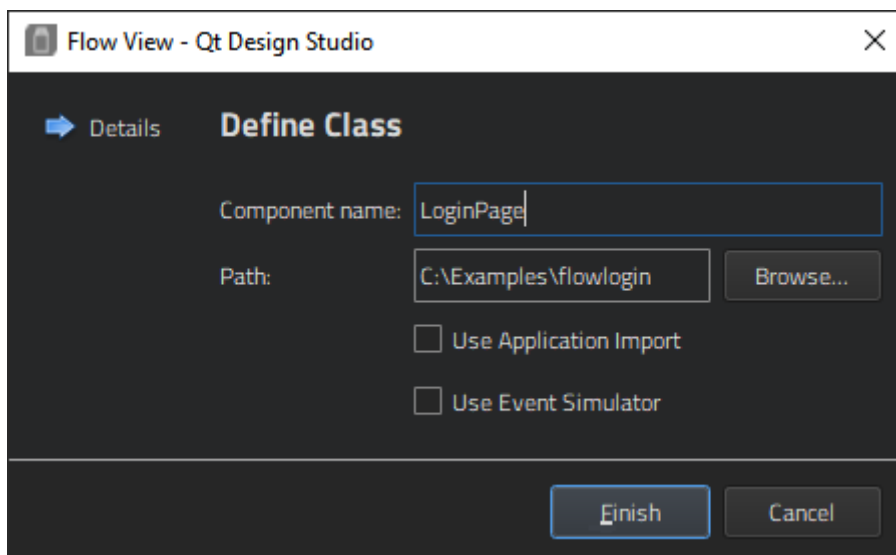 Flow View - Qt Design Studio
Details
Define Class
Component name: LoginPage
Path: C:\Examples\flowlogin Browse...
Use Application Import
Use Event Simulator
Finish Cancel